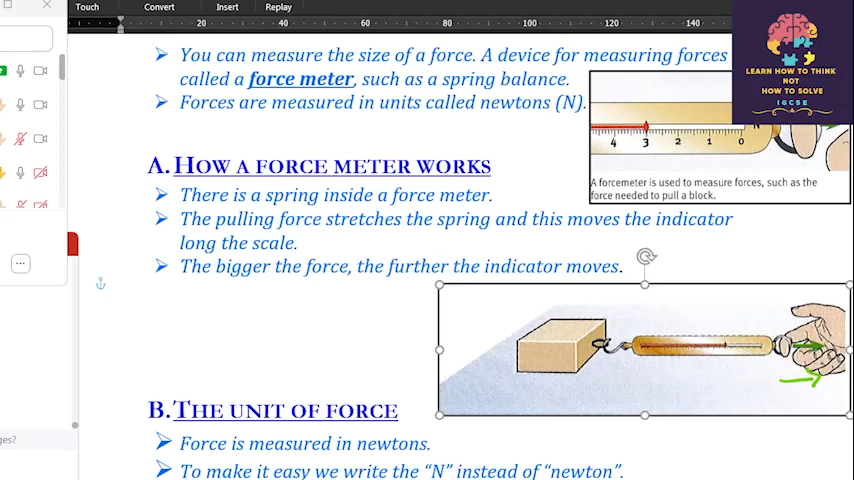 Touch
Convert
Insert
Replay
20
40
60
80
100
120
140
➢ You can measure the size of a force. A device for measuring forces
called a force meter, such as a spring balance.
➢ Forces are measured in units called newtons (N).
LEARN HOW TO THINK
NOT
HOW TO SOLVE
IGCSE
4 3 2 1 0
N
A forcemeter is used to measure forces, such as the
force needed to pull a block.
A. HOW A FORCE METER WORKS
➢ There is a spring inside a force meter.
➢ The pulling force stretches the spring and this moves the indicator
long the scale.
➢ The bigger the force, the further the indicator moves.
B. THE UNIT OF FORCE
➢ Force is measured in newtons.
➢ To make it easy we write the “N” instead of “newton”.
ges?